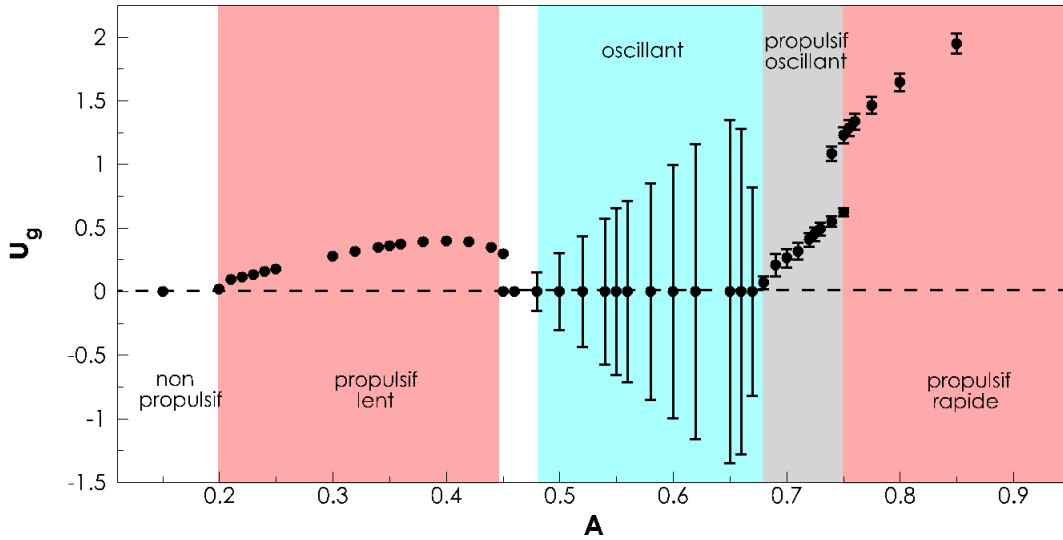 2
1.5
1
0.5
0
-0.5
-1
-1.5
U_g
oscillant
propulsif
oscillant
non
propulsif
propulsif
lent
propulsif
rapide
0.2
0.3
0.4
0.5
0.6
0.7
0.8
0.9
A